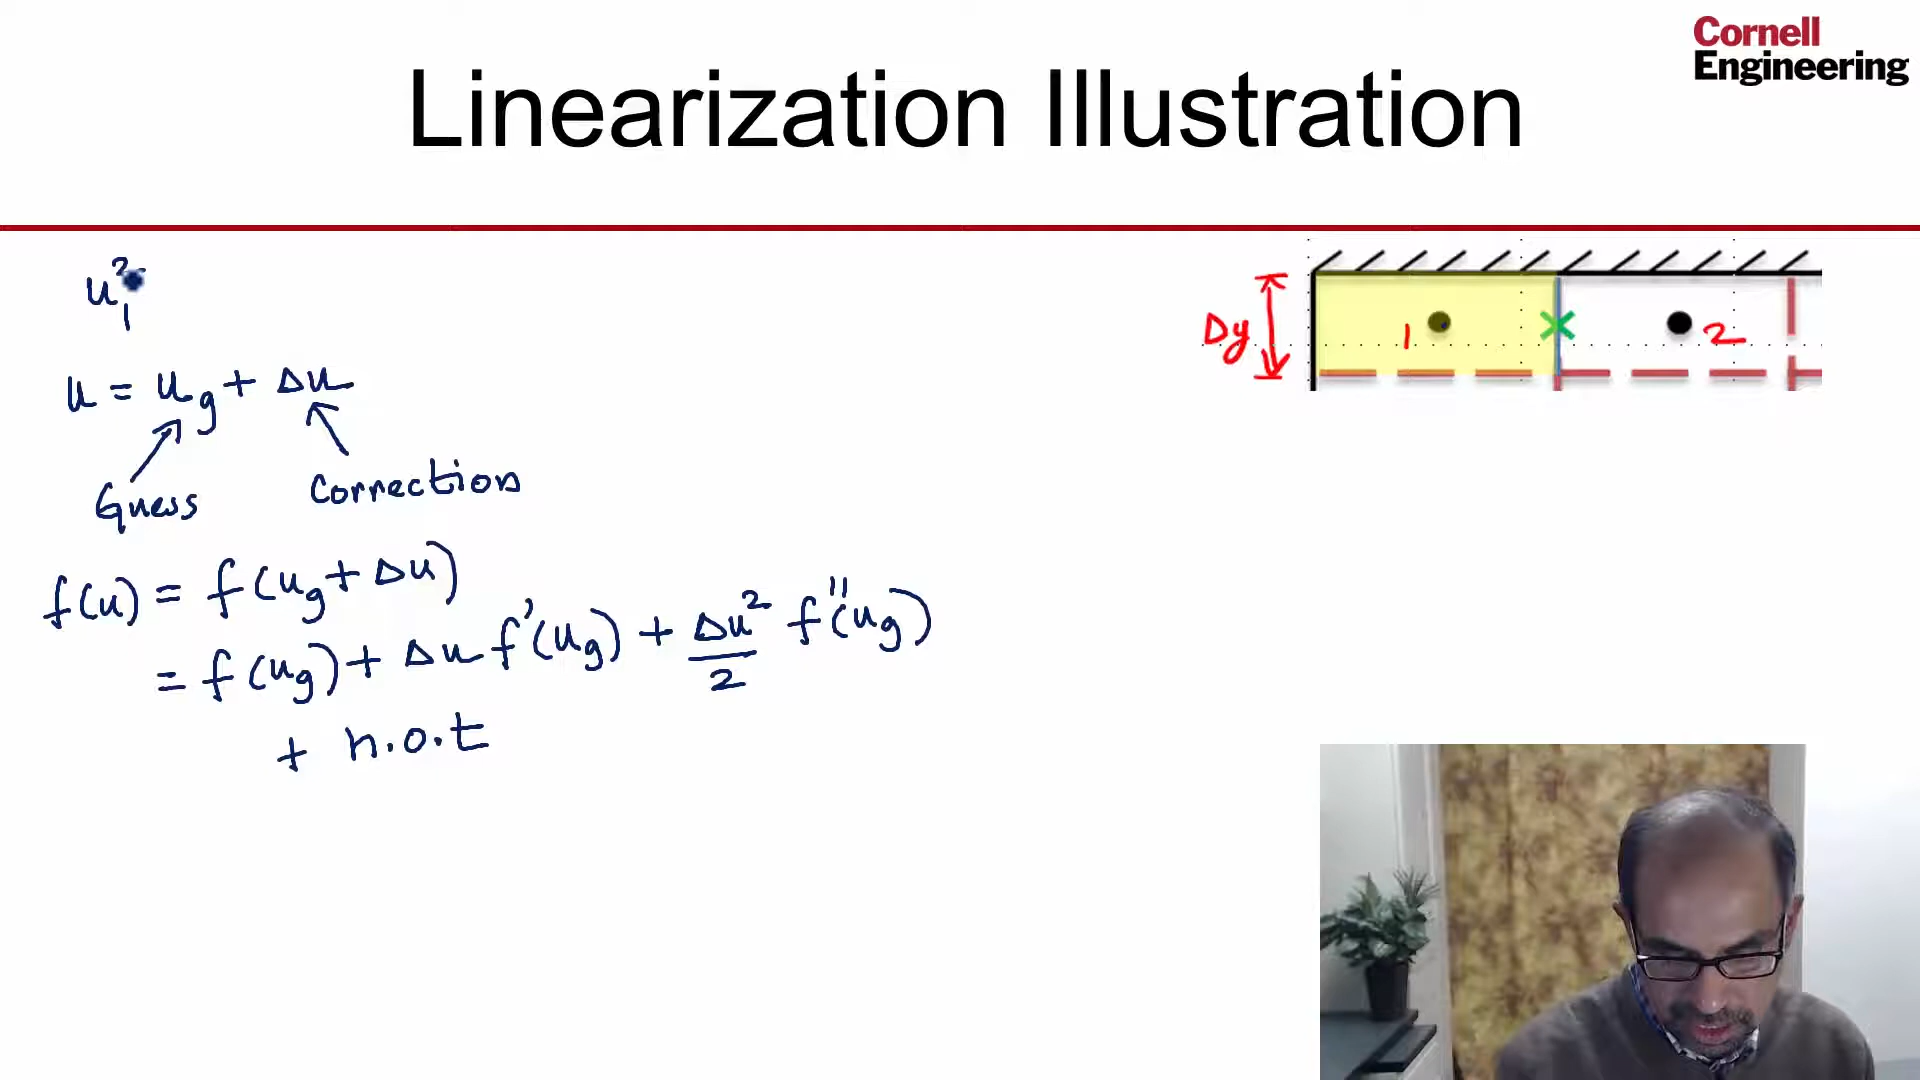 Cornell
Engineering
Linearization Illustration
u₁²
u = u_g + Δu
Guess
Correction
f(u) = f(u_g + Δu)
= f(u_g) + Δu f'(u_g) + Δu²/2 f''(u_g)
+ h.o.t
Δy
1
2